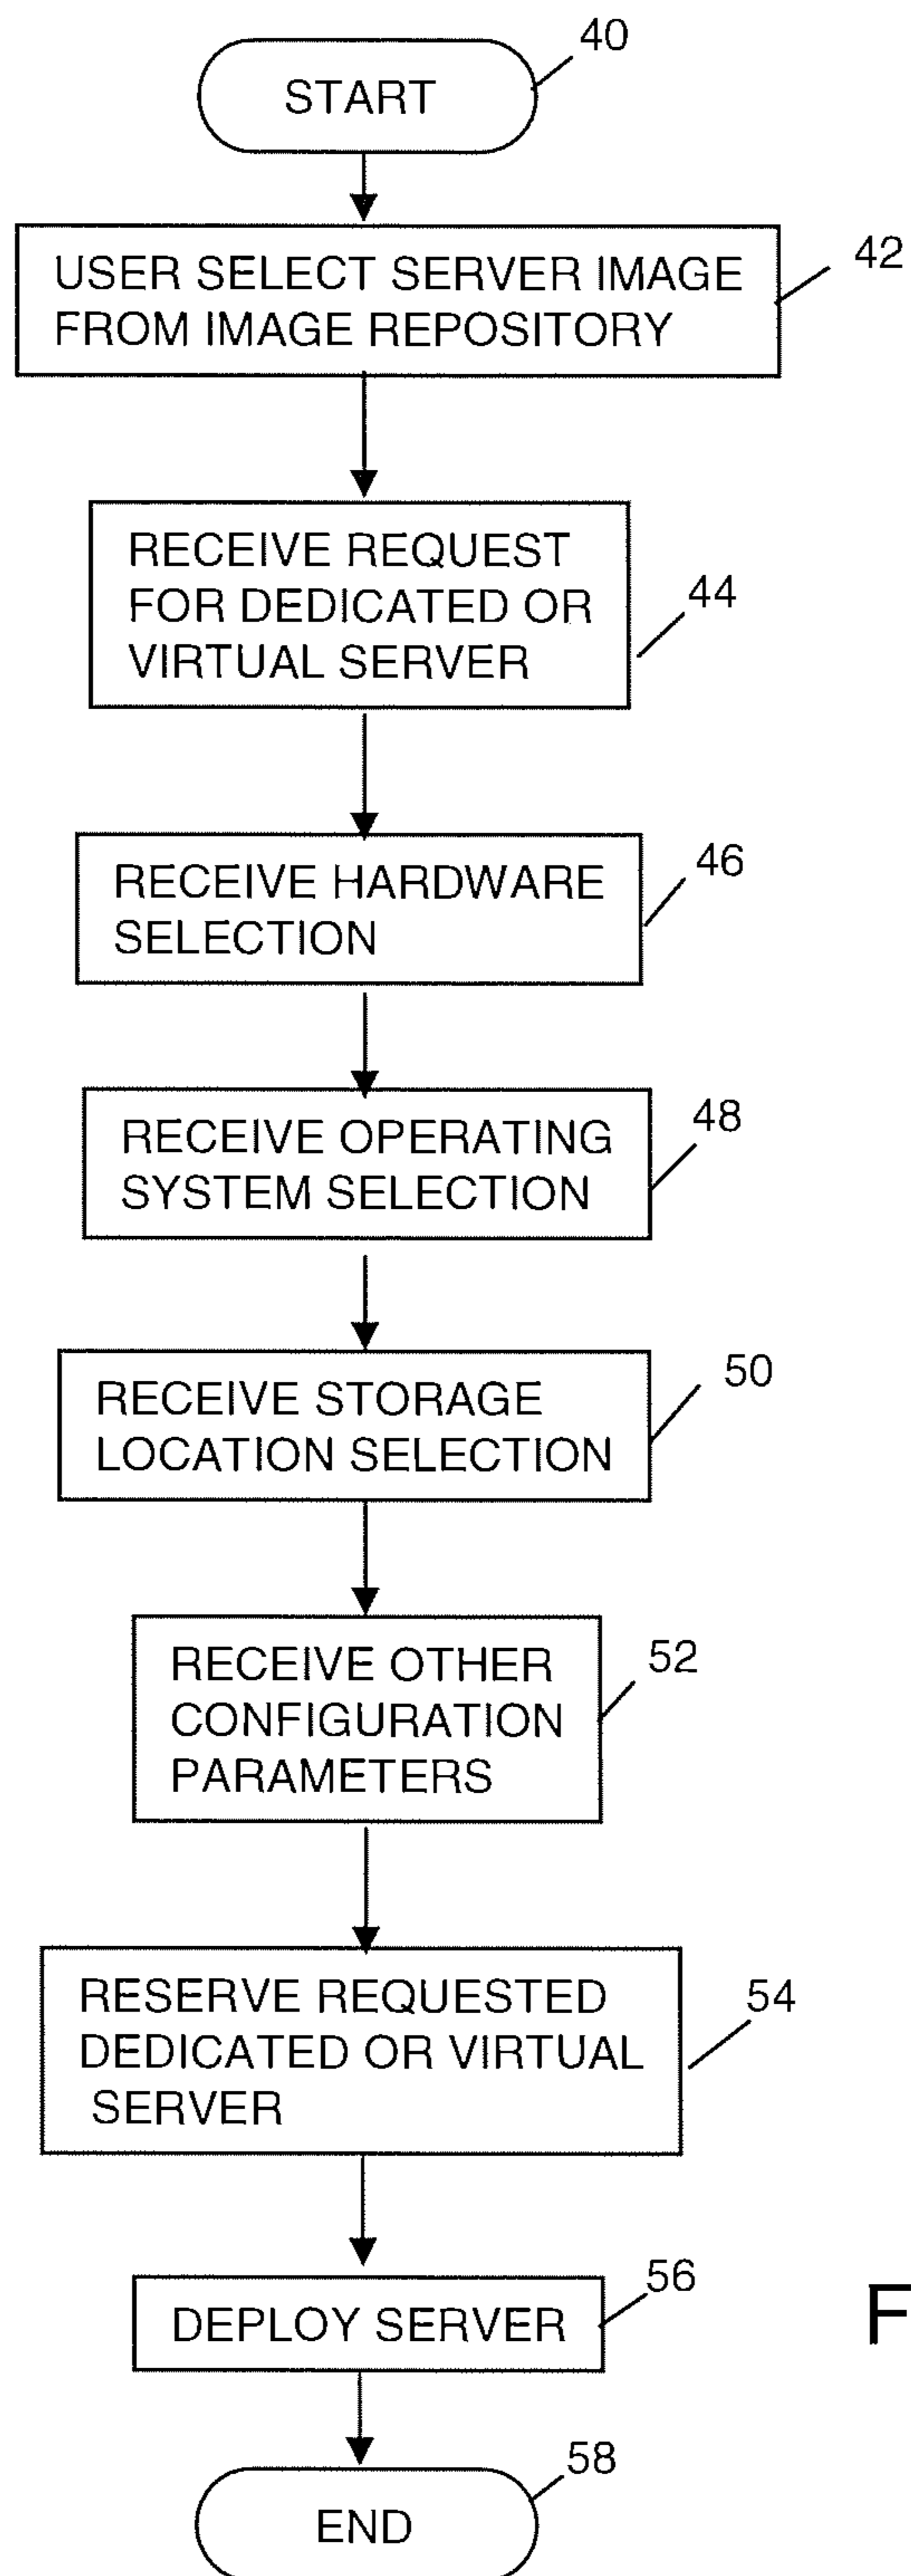 40
START
42
USER SELECT SERVER IMAGE
FROM IMAGE REPOSITORY
RECEIVE REQUEST
FOR DEDICATED OR
VIRTUAL SERVER
44
46
RECEIVE HARDWARE
SELECTION
48
RECEIVE OPERATING
SYSTEM SELECTION
50
RECEIVE STORAGE
LOCATION SELECTION
52
RECEIVE OTHER
CONFIGURATION
PARAMETERS
54
RESERVE REQUESTED
DEDICATED OR VIRTUAL
SERVER
56
DEPLOY SERVER
F
58
END